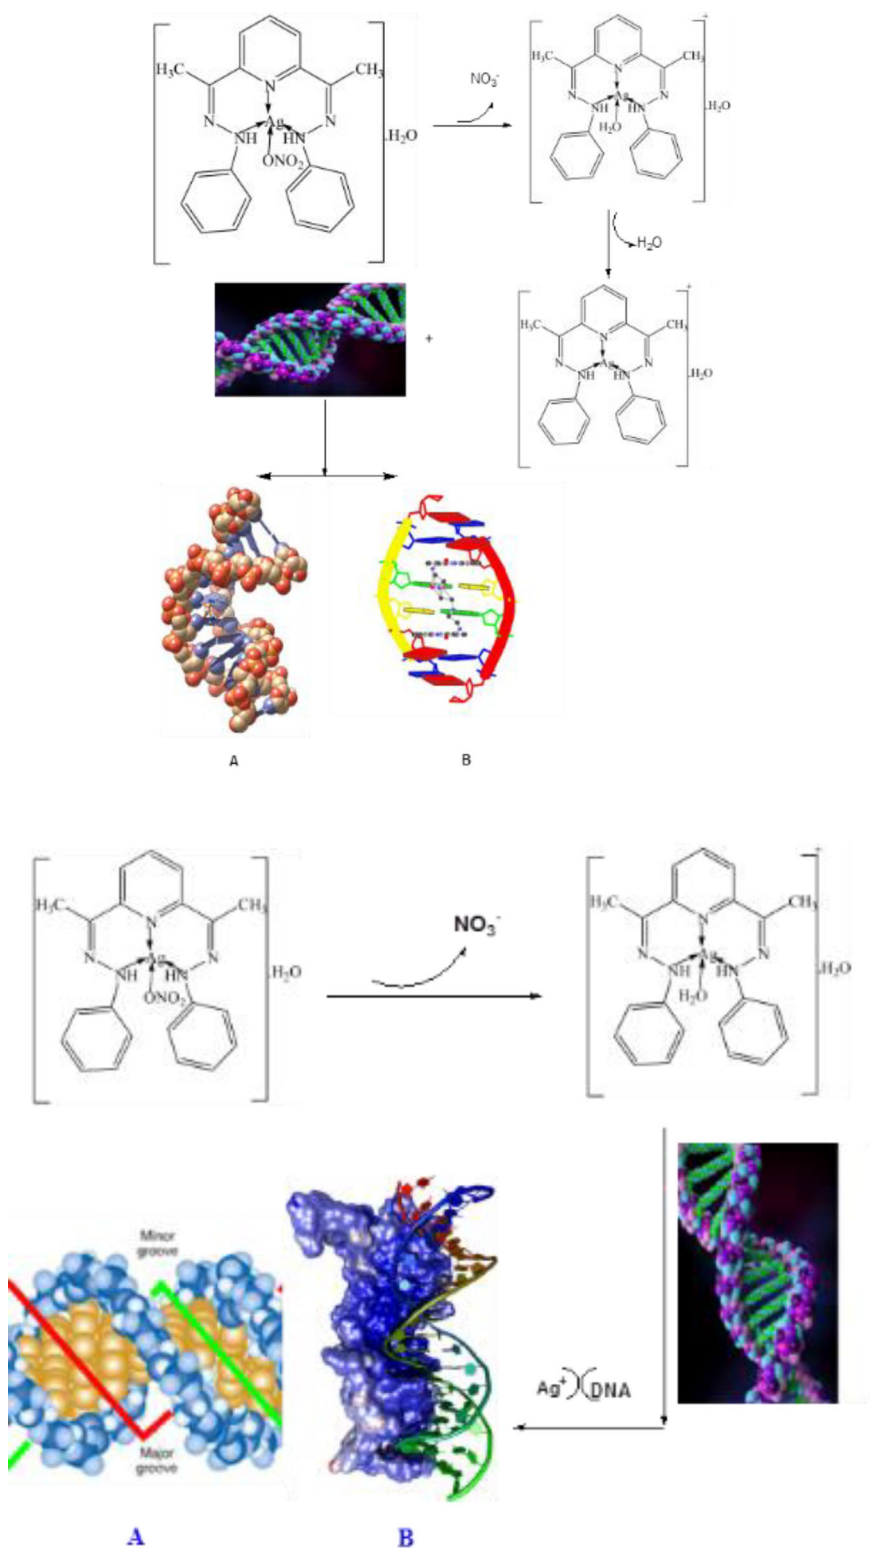 H₃C
CH₃
N
N
N
Ag
NH
HN
ONO₂
.H₂O
NO₃⁻
+
H₃C
CH₃
N
N
N
Ag
NH
HN
H₂O
.H₂O
H₂O
+
+
H₃C
CH₃
N
N
N
Ag
NH
HN
.H₂O
A
B
H₃C
CH₃
N
N
N
Ag
NH
HN
ONO₂
.H₂O
NO₃⁻
+
H₃C
CH₃
N
N
N
Ag
NH
HN
H₂O
.H₂O
Minor
groove
Major
groove
Ag⁺
DNA
A
B